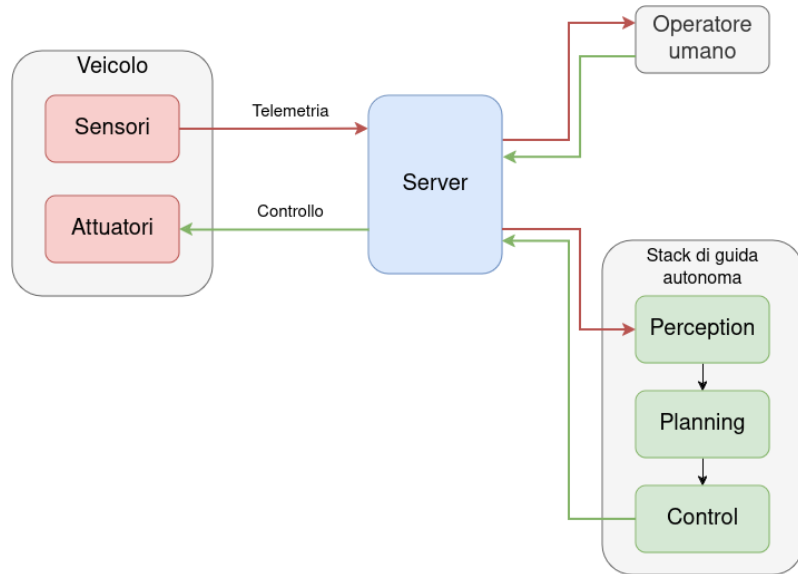 Veicolo
Sensori
Attuatori
Telemetria
Controllo
Server
Operatore
umano
Stack di guida
autonoma
Perception
Planning
Control